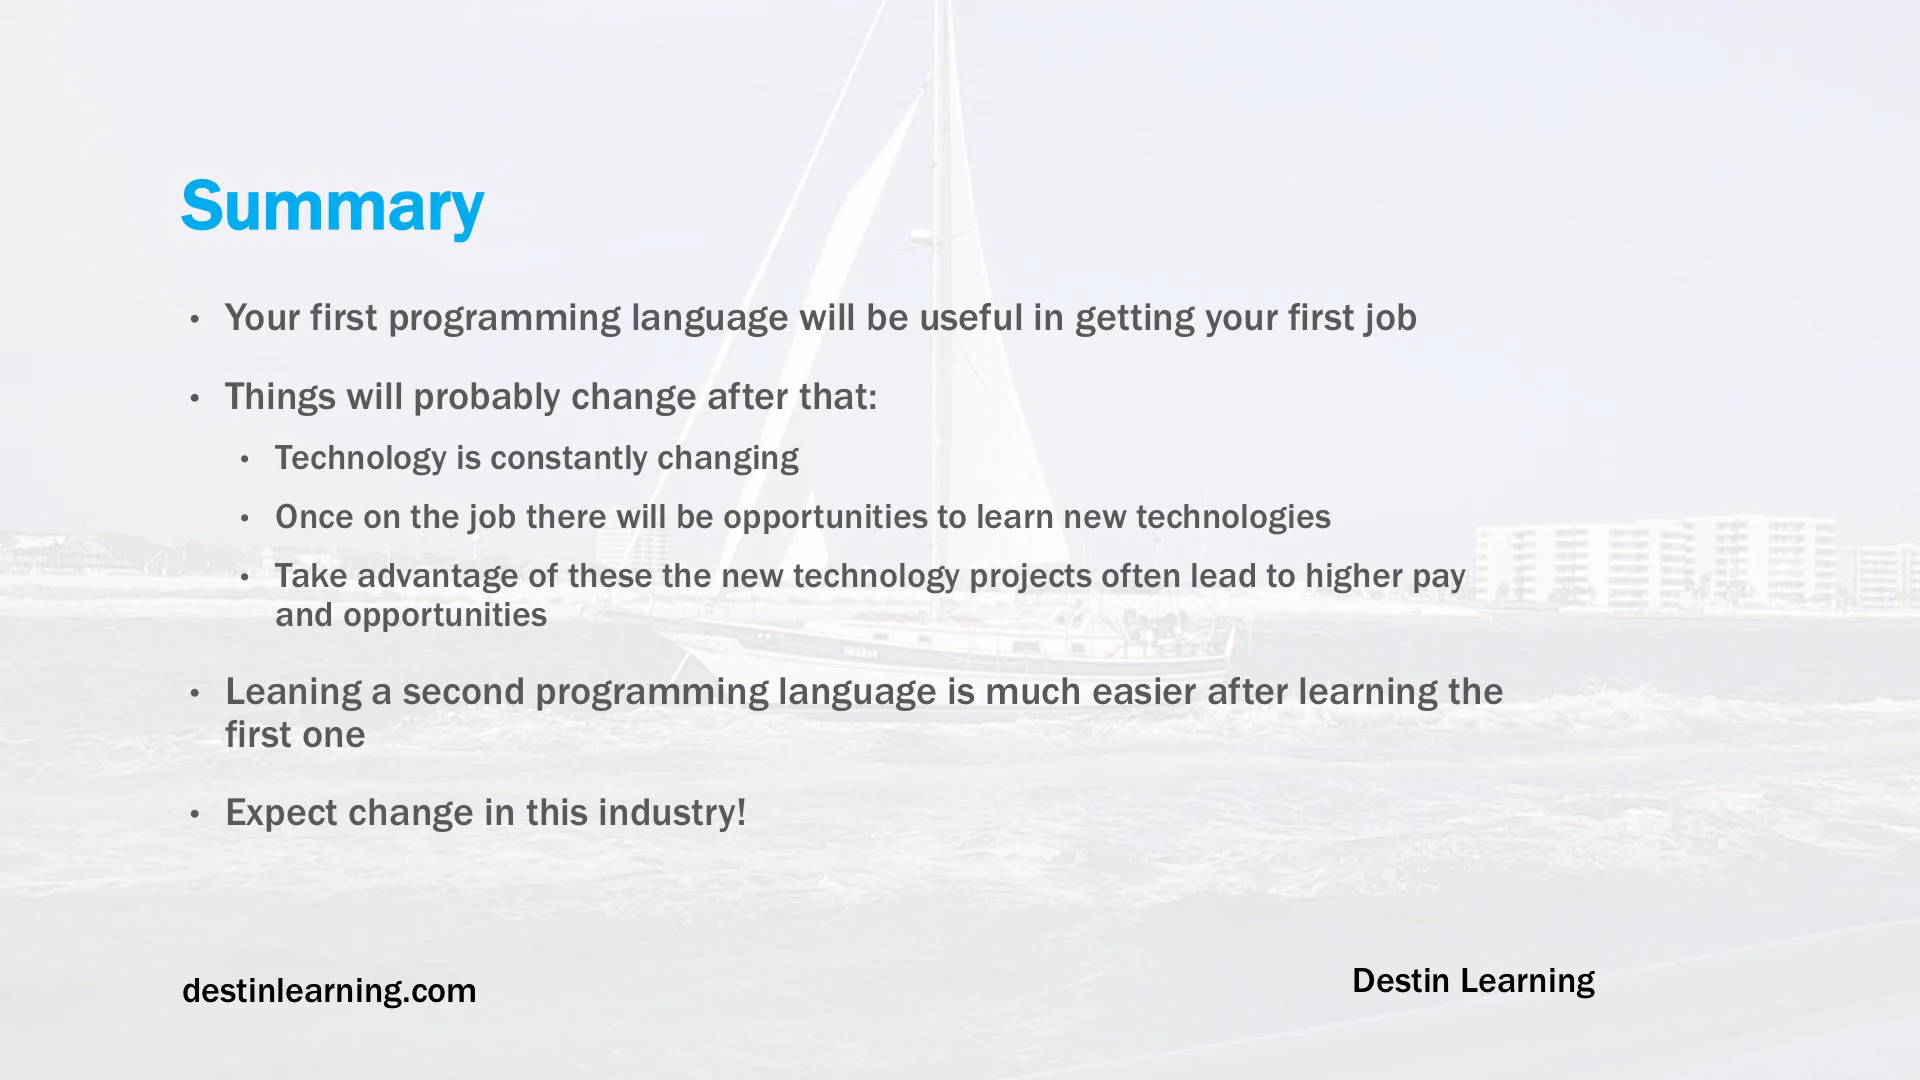 Summary
• Your first programming language will be useful in getting your first job
• Things will probably change after that:
• Technology is constantly changing
• Once on the job there will be opportunities to learn new technologies
• Take advantage of these the new technology projects often lead to higher pay
and opportunities
• Leaning a second programming language is much easier after learning the
first one
• Expect change in this industry!
destinlearning.com
Destin Learning